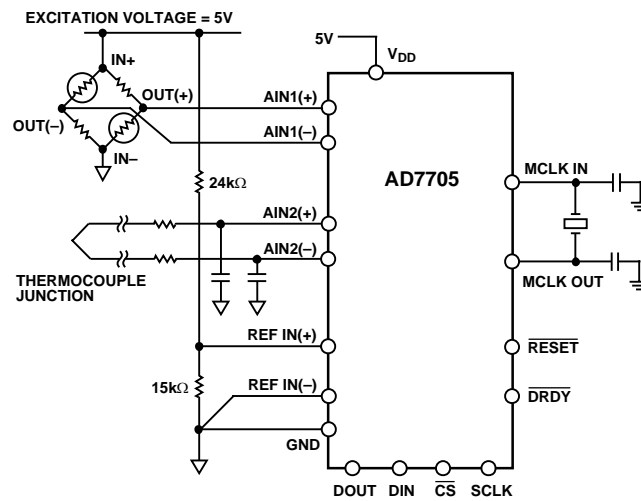 EXCITATION VOLTAGE = 5V
IN+
OUT(+)
OUT(–)
IN–
5V
VDD
AIN1(+)
AIN1(–)
AD7705
MCLK IN
24kΩ
AIN2(+)
AIN2(–)
THERMOCOUPLE
JUNCTION
MCLK OUT
REF IN(+)
RESET
15kΩ
REF IN(–)
DRDY
GND
DOUT DIN CS SCLK